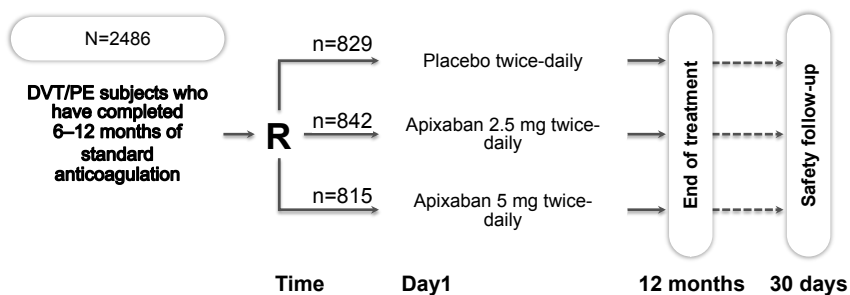 N=2486
DVT/PE subjects who
have completed
6–12 months of
standard
anticoagulation
R
n=829
Placebo twice-daily
n=842
Apixaban 2.5 mg twice-
daily
n=815
Apixaban 5 mg twice-
daily
End of treatment
Safety follow-up
Time
Day1
12 months
30 days